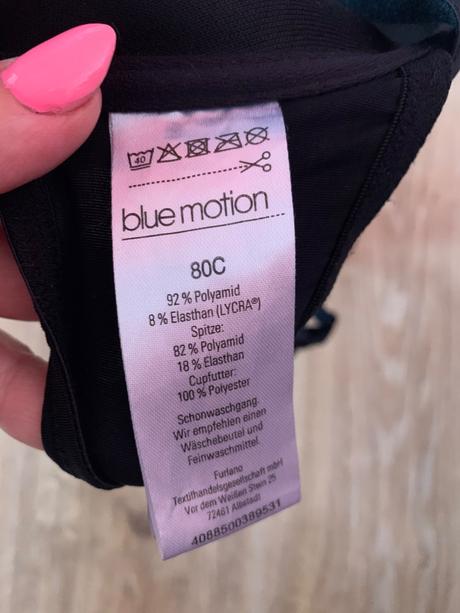 40
blue motion
80C
92 % Polyamid
8 % Elasthan (LYCRA®)
Spitze:
82 % Polyamid
18 % Elasthan
Cupfutter:
100 % Polyester
Schonwaschgang.
Wir empfehlen einen
Wäschebeutel und
Feinwaschmittel.
Furlano
Textilhandelsgesellschaft mbH
Vor dem Weißen Stein 25
72461 Albstadt
4088500389531